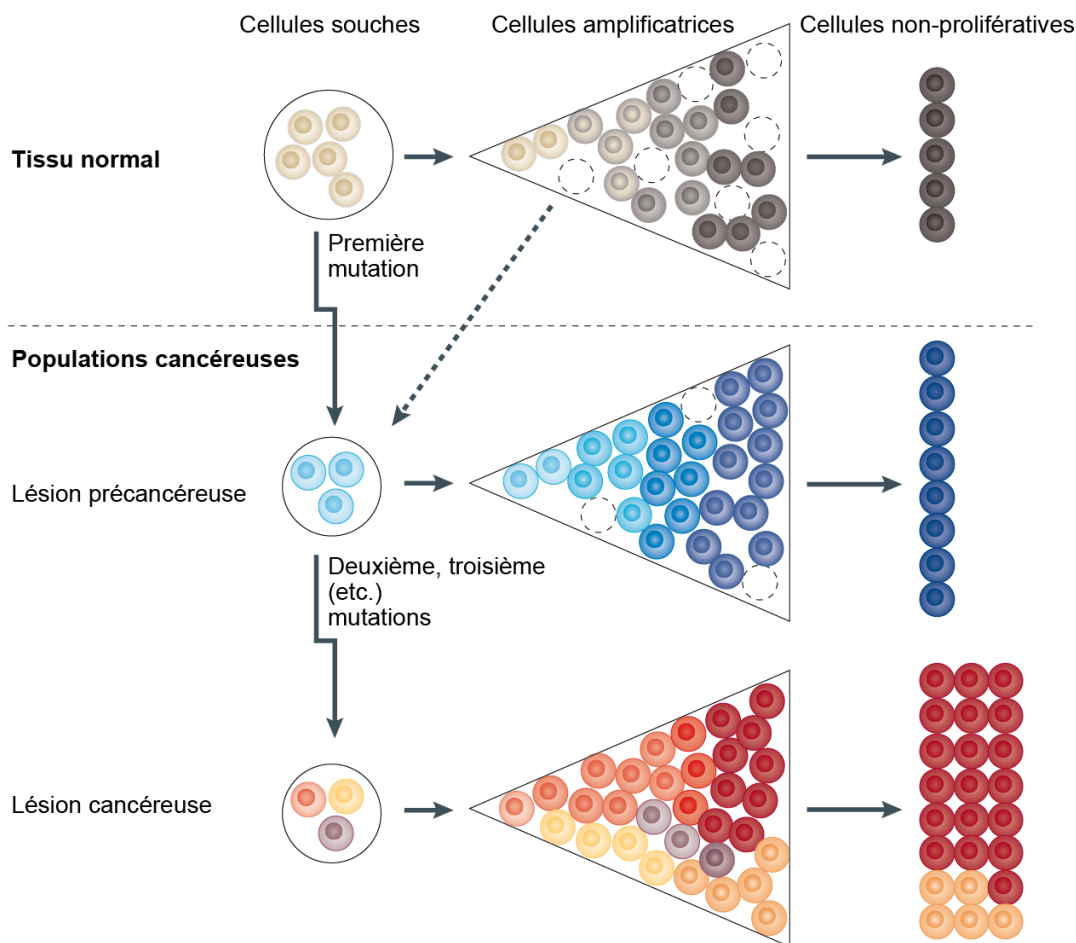 Cellules souches
Cellules amplificatrices
Cellules non-prolifératives
Tissu normal
Première
mutation
Populations cancéreuses
Lésion précancéreuse
Deuxième, troisième
(etc.)
mutations
Lésion cancéreuse